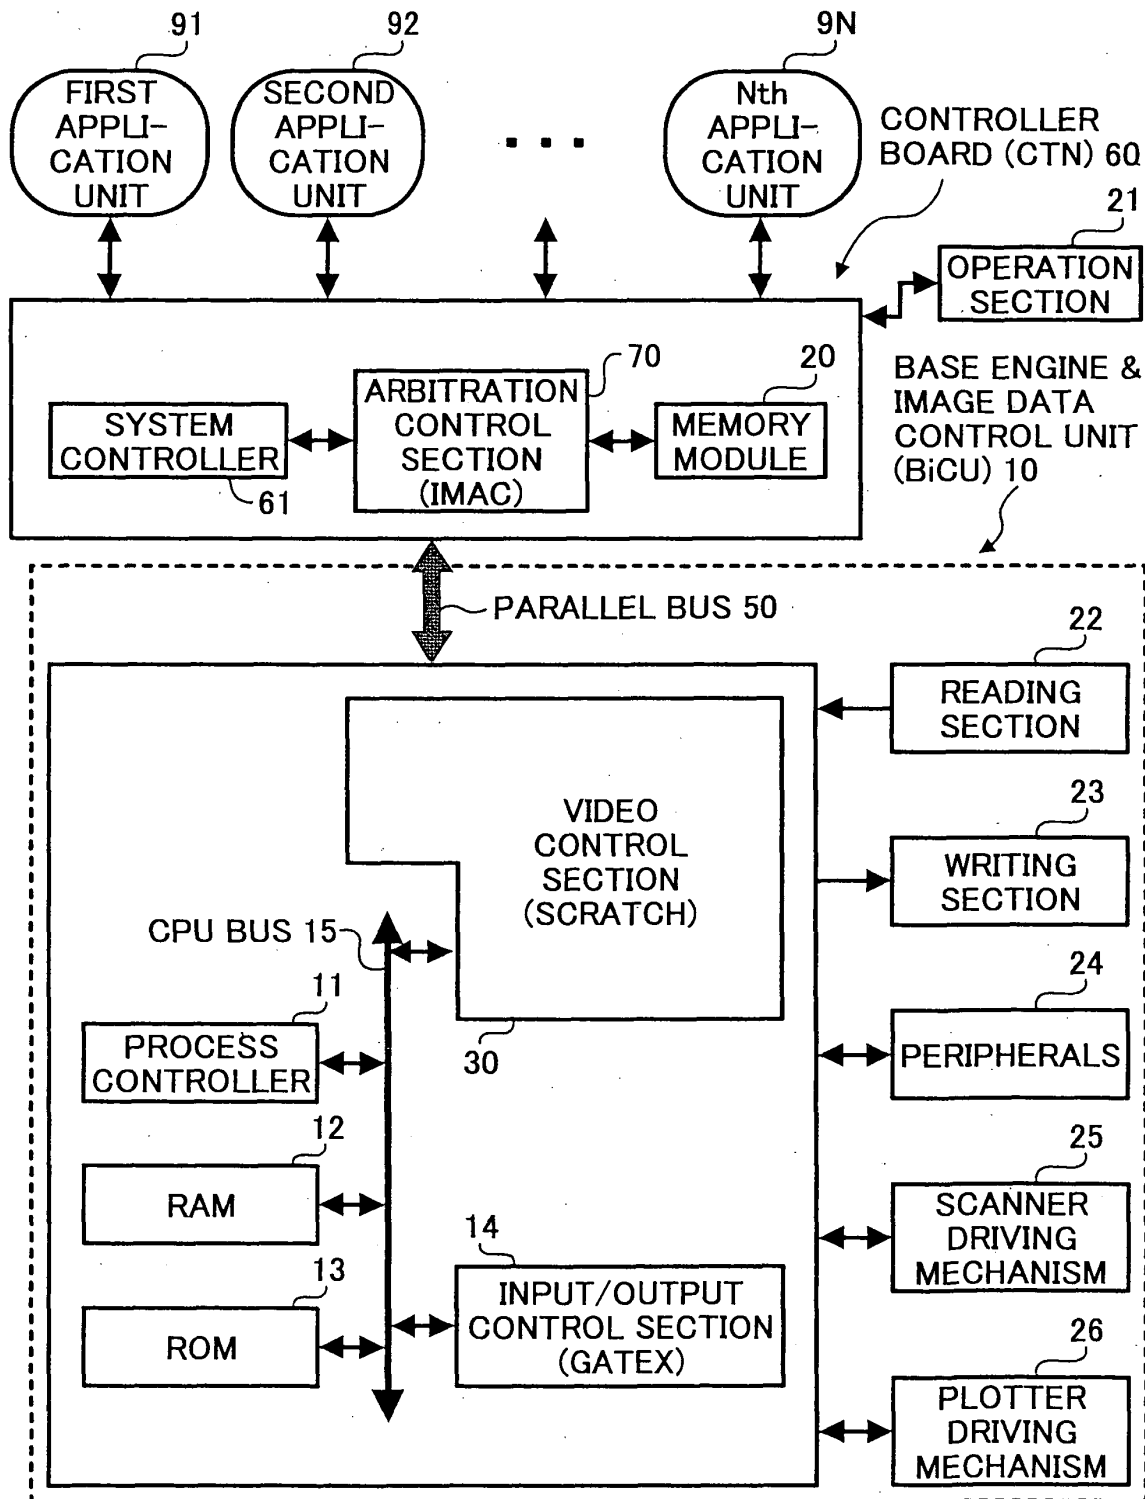 91
92
9N
FIRST
APPLI-
CATION
UNIT
SECOND
APPLI-
CATION
UNIT
Nth
APPLI-
CATION
UNIT
CONTROLLER
BOARD (CTN) 60
21
OPERATION
SECTION
70
20
ARBITRATION
CONTROL
SECTION
(IMAC)
SYSTEM
CONTROLLER
61
MEMORY
MODULE
BASE ENGINE &
IMAGE DATA
CONTROL UNIT
(BiCU) 10
PARALLEL BUS 50
22
READING
SECTION
VIDEO
CONTROL
SECTION
(SCRATCH)
30
23
WRITING
SECTION
CPU BUS 15
11
PROCESS
CONTROLLER
24
PERIPHERALS
12
RAM
25
SCANNER
DRIVING
MECHANISM
13
ROM
14
INPUT/OUTPUT
CONTROL SECTION
(GATEX)
26
PLOTTER
DRIVING
MECHANISM